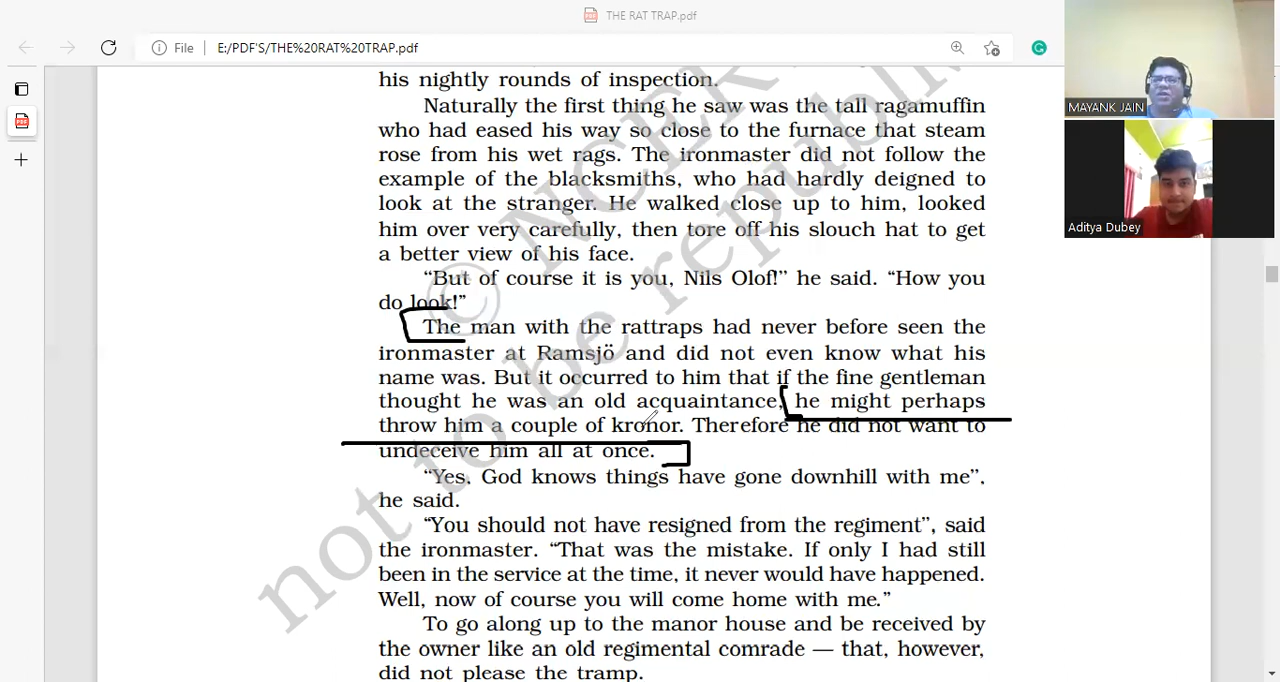 THE RAT TRAP.pdf
File
E:/PDF'S/THE%20RAT%20TRAP.pdf
his nightly rounds of inspection.
Naturally the first thing he saw was the tall ragamuffin
who had eased his way so close to the furnace that steam
rose from his wet rags. The ironmaster did not follow the
example of the blacksmiths, who had hardly deigned to
look at the stranger. He walked close up to him, looked
him over very carefully, then tore off his slouch hat to get
a better view of his face.
“But of course it is you, Nils Olof!” he said. “How you
do look!”
The man with the rattraps had never before seen the
ironmaster at Ramsjö and did not even know what his
name was. But it occurred to him that if the fine gentleman
thought he was an old acquaintance, he might perhaps
throw him a couple of kronor. Therefore he did not want to
undeceive him all at once.
“Yes, God knows things have gone downhill with me”,
he said.
“You should not have resigned from the regiment”, said
the ironmaster. “That was the mistake. If only I had still
been in the service at the time, it never would have happened.
Well, now of course you will come home with me.”
To go along up to the manor house and be received by
the owner like an old regimental comrade — that, however,
did not please the tramp.
© NCER
not to be republi
MAYANK JAIN
Aditya Dubey